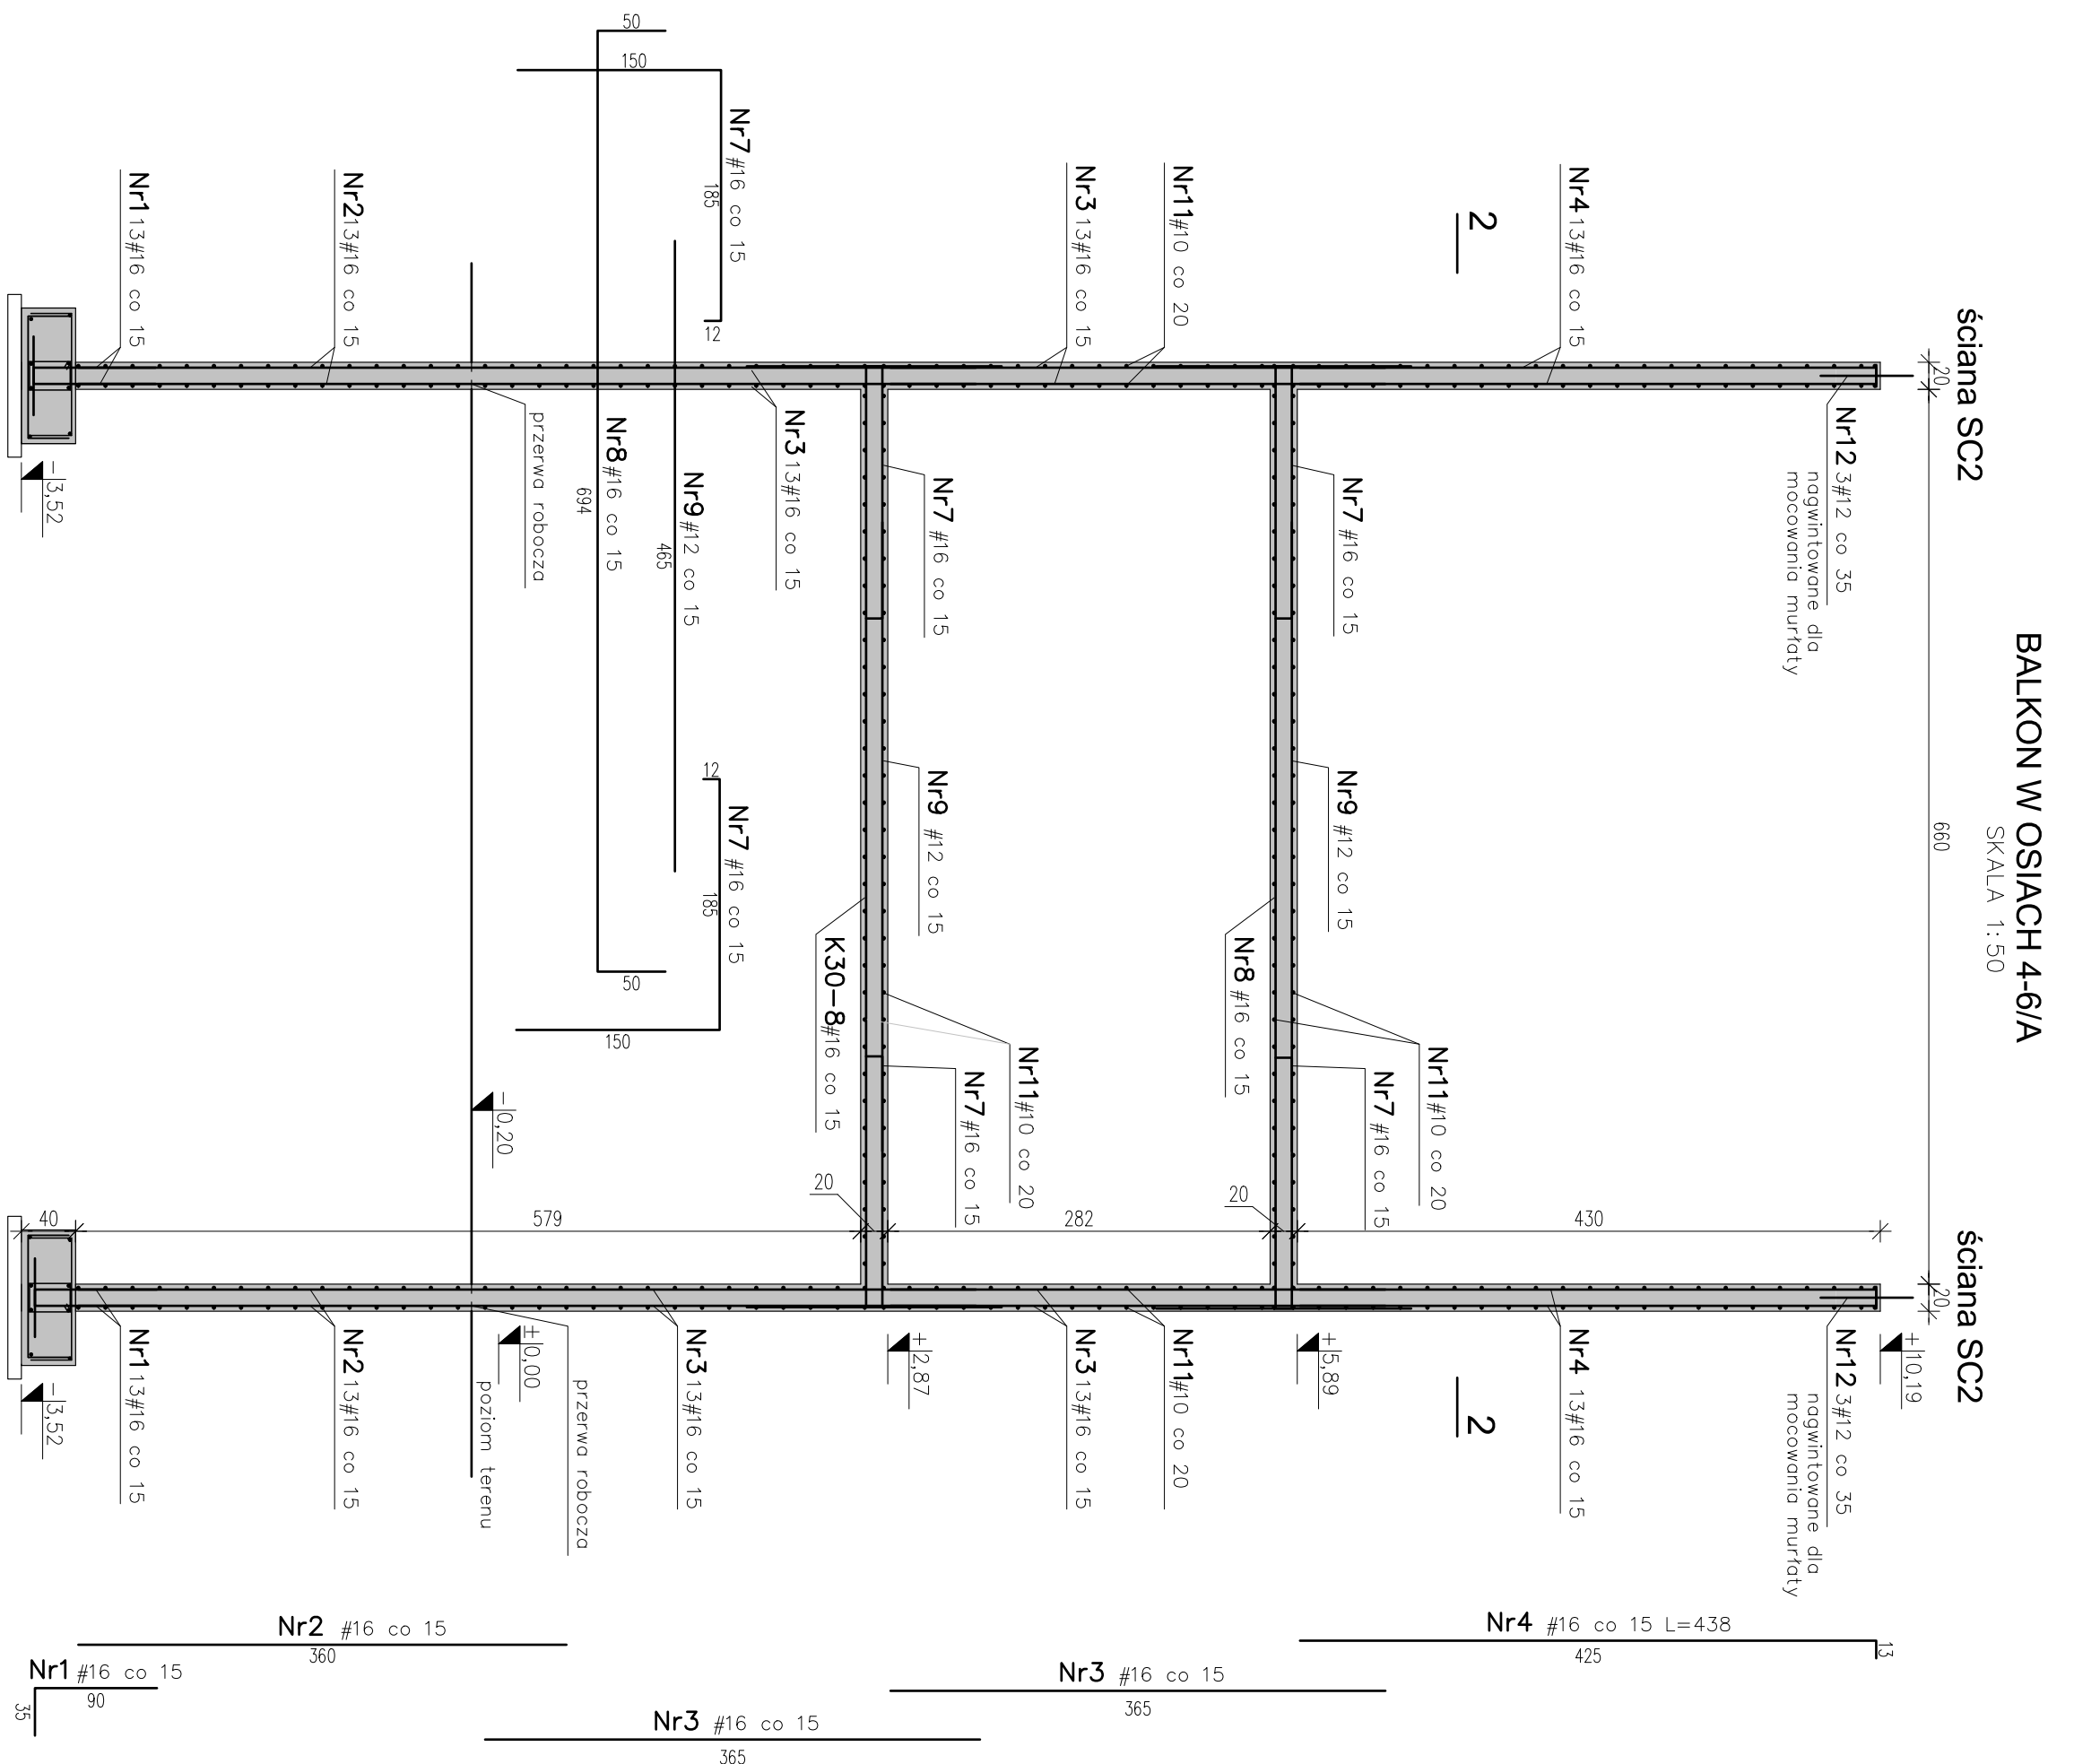 BALKON W OSIACH 4-6/A
SKALA 1:50
ściana SC2
ściana SC2
20
660
20
+10,19
Nr12 3#12 co 35
nagwintowane dla
mocowania murłaty
Nr12 3#12 co 35
nagwintowane dla
mocowania murłaty
Nr4 13#16 co 15
Nr4 13#16 co 15
430
2
2
Nr7 #16 co 15
Nr9 #12 co 15
Nr11 #10 co 20
Nr7 #16 co 15
+5,89
20
Nr8 #16 co 15
Nr11 #10 co 20
Nr11 #10 co 20
Nr3 13#16 co 15
Nr3 13#16 co 15
282
Nr7 #16 co 15
Nr9 #12 co 15
Nr11 #10 co 20
Nr7 #16 co 15
+2,87
20
K30-8 #16 co 15
Nr3 13#16 co 15
Nr3 13#16 co 15
Nr7 #16 co 15
185
12
150
Nr7 #16 co 15
185
12
150
Nr9 #12 co 15
465
Nr8 #16 co 15
694
50
50
579
przerwa robocza
przerwa robocza
±0,00
-0,20
poziom terenu
Nr2 13#16 co 15
Nr2 13#16 co 15
Nr1 13#16 co 15
Nr1 13#16 co 15
40
-3,52
-3,52
Nr4 #16 co 15 L=438
425
13
Nr3 #16 co 15
365
Nr3 #16 co 15
365
Nr2 #16 co 15
360
Nr1 #16 co 15
90
35